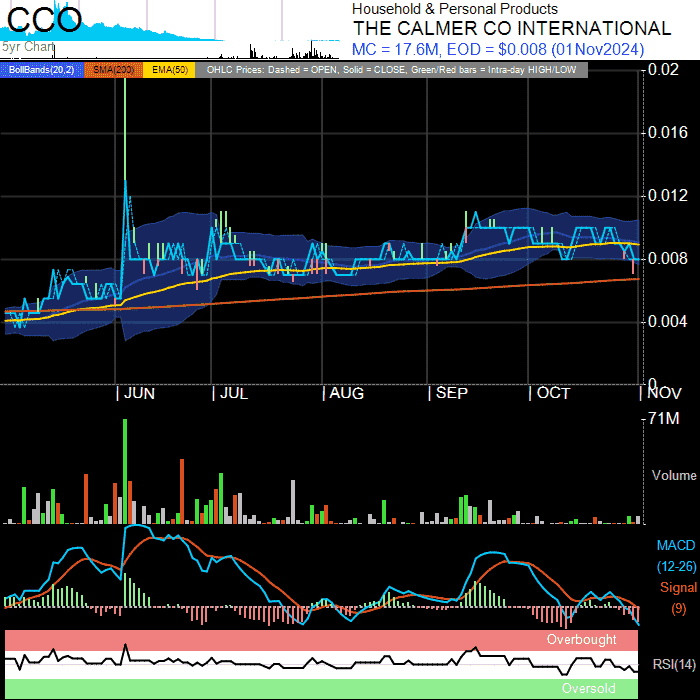 CCO
Household & Personal Products
THE CALMER CO INTERNATIONAL
MC = 17.6M, EOD = $0.008 (01Nov2024)
5yr Chart
BollBands(20,2) SMA(200) EMA(50) OHLC Prices: Dashed = OPEN, Solid = CLOSE, Green/Red bars = Intra-day HIGH/LOW
0.02
0.016
0.012
0.008
0.004
0
JUN JUL AUG SEP OCT NOV
71M
Volume
MACD
(12-26)
Signal
(9)
Overbought
RSI(14)
Oversold